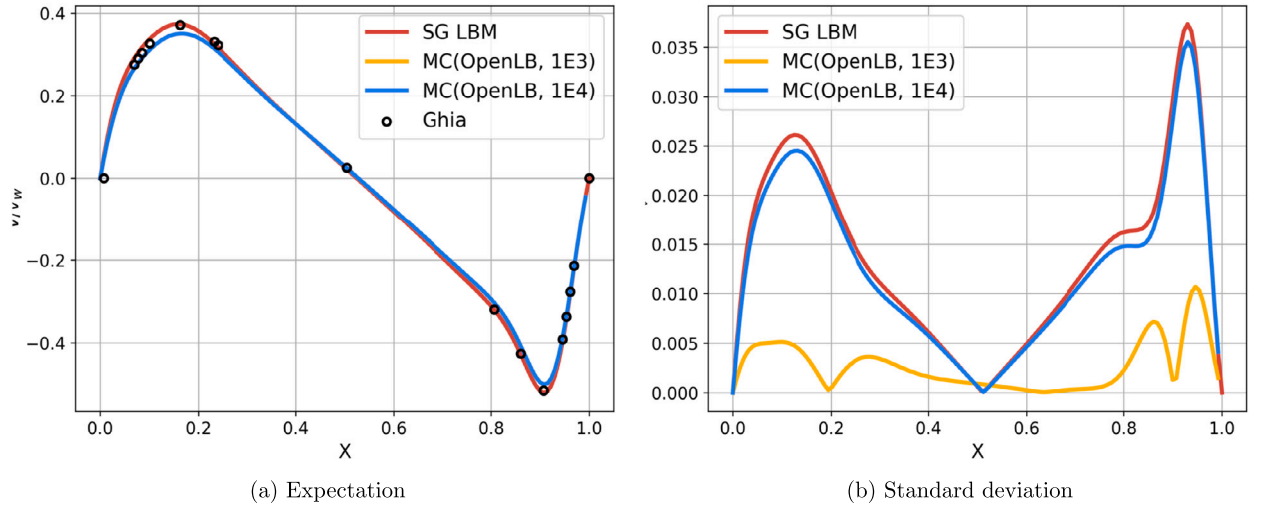 0.4
0.2
0.0
−0.2
−0.4
v/v_w
0.0 0.2 0.4 0.6 0.8 1.0
X
SG LBM
MC(OpenLB, 1E3)
MC(OpenLB, 1E4)
Ghia
(a) Expectation
0.035
0.030
0.025
0.020
0.015
0.010
0.005
0.000
0.0 0.2 0.4 0.6 0.8 1.0
X
SG LBM
MC(OpenLB, 1E3)
MC(OpenLB, 1E4)
(b) Standard deviation